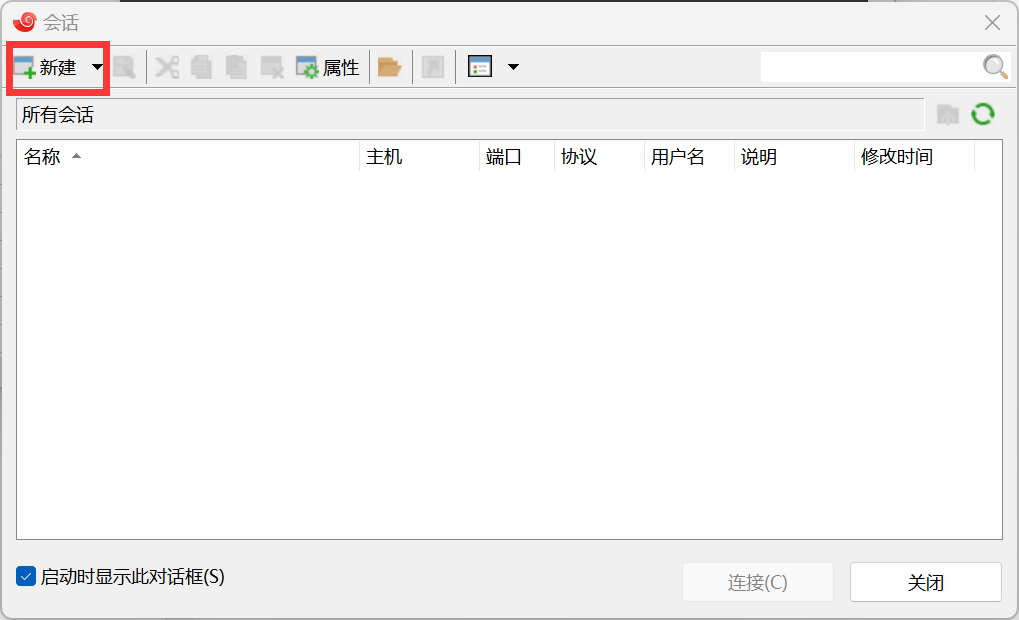 会话
新建 属性
所有会话
名称 主机 端口 协议 用户名 说明 修改时间
启动时显示此对话框(S)
连接(C) 关闭